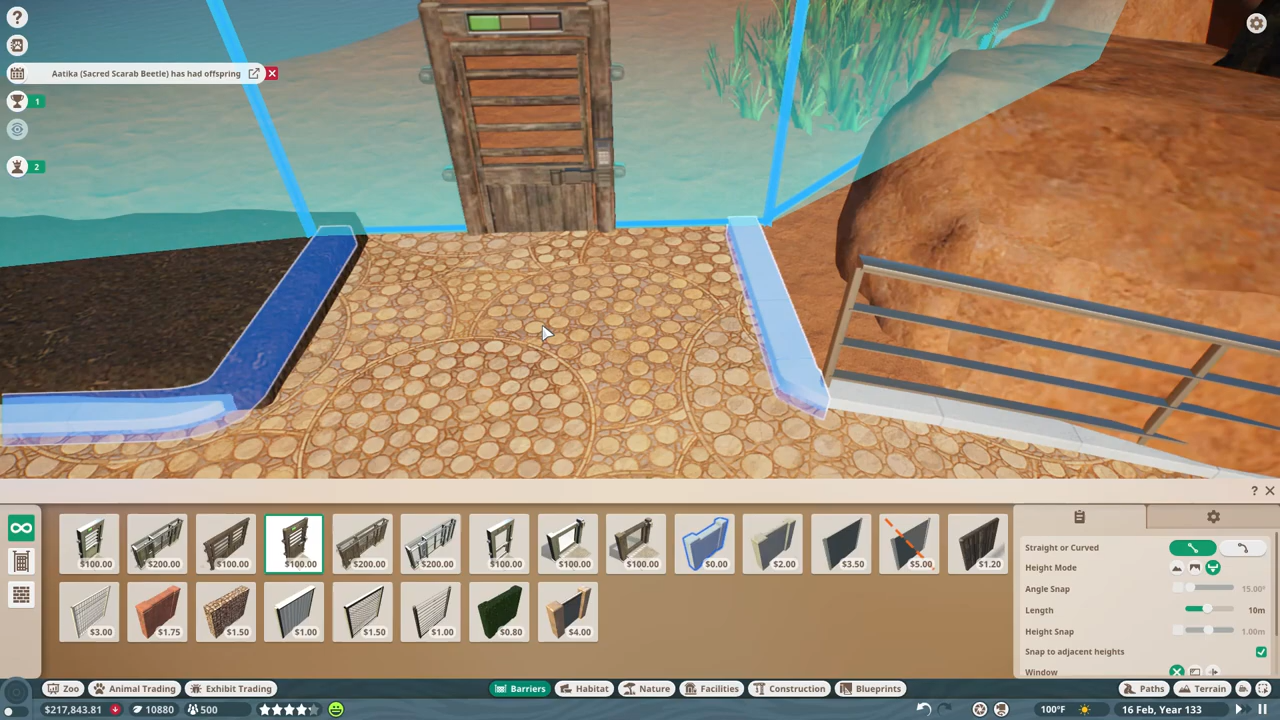 ?
Aatika (Sacred Scarab Beetle) has had offspring
1
2
?
$100.00 $200.00 $100.00 $100.00 $200.00 $200.00 $100.00 $100.00 $100.00 $0.00 $2.00 $3.50 $5.00 $1.20
$3.00 $1.75 $1.50 $1.00 $1.50 $1.00 $0.80 $4.00
Straight or Curved
Height Mode
Angle Snap 15.00°
Length 10m
Height Snap 1.00m
Snap to adjacent heights
Window
Zoo Animal Trading Exhibit Trading Barriers Habitat Nature Facilities Construction Blueprints Paths Terrain
$217,843.81 10880 500 100°F 16 Feb, Year 133